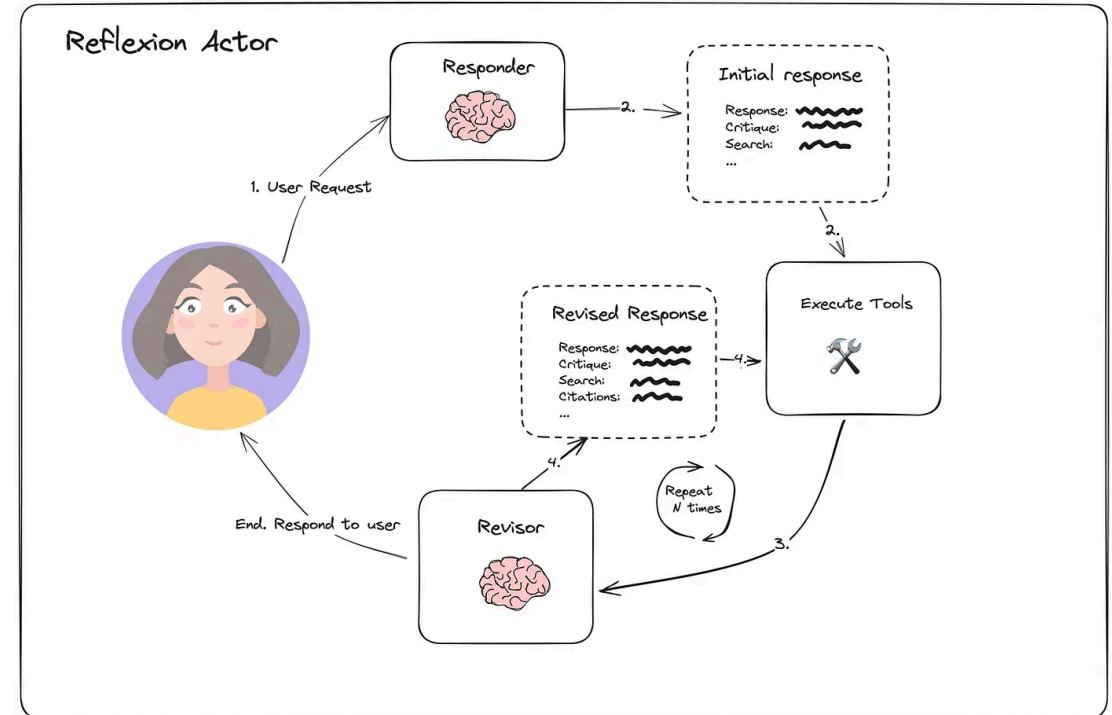 Reflexion Actor
Responder
2.
Initial response
Response:
Critique:
Search:
...
1. User Request
2.
Execute Tools
Revised Response
Response:
Critique:
Search:
Citations:
...
4.
4.
Repeat
N times
3.
Revisor
End. Respond to user